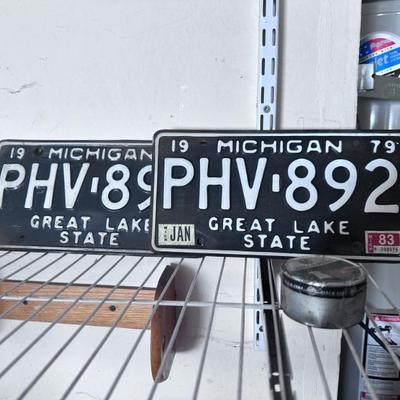 19 MICHIGAN
PHV-89
GREAT LAKE
STATE
19 MICHIGAN 79
PHV-892
JAN
GREAT LAKE
STATE
83